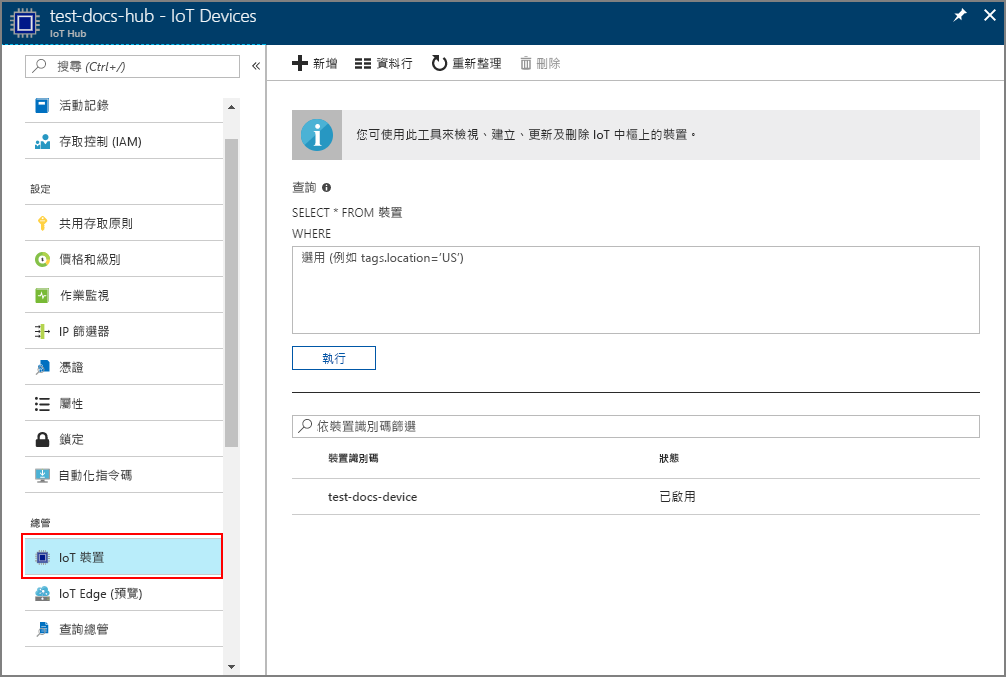 test-docs-hub - IoT Devices
IoT Hub
搜尋 (Ctrl+/)
活動記錄
存取控制 (IAM)
設定
共用存取原則
價格和級別
作業監視
IP 篩選器
憑證
屬性
鎖定
自動化指令碼
總管
IoT 裝置
IoT Edge (預覽)
查詢總管
新增 資料行 重新整理 刪除
您可使用此工具來檢視、建立、更新及刪除 IoT 中樞上的裝置。
查詢
SELECT * FROM 裝置
WHERE
選用 (例如 tags.location='US')
執行
依裝置識別碼篩選
裝置識別碼 狀態
test-docs-device 已啟用